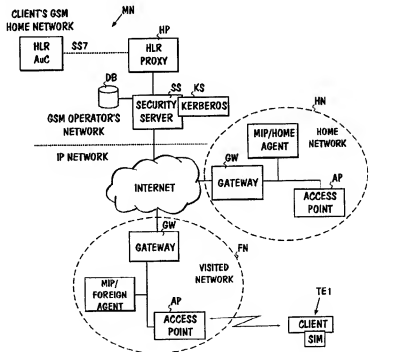 CLIENT'S GSM
HOME NETWORK
MN
HLR
AuC
SS7
HP
HLR
PROXY
DB
SS
KS
SECURITY
SERVER
KERBEROS
GSM OPERATOR'S
NETWORK
IP NETWORK
HN
MIP/HOME
AGENT
HOME
NETWORK
INTERNET
GW
GATEWAY
AP
ACCESS
POINT
GW
GATEWAY
FN
VISITED
NETWORK
MIP/
FOREIGN
AGENT
AP
ACCESS
POINT
TE1
CLIENT
SIM